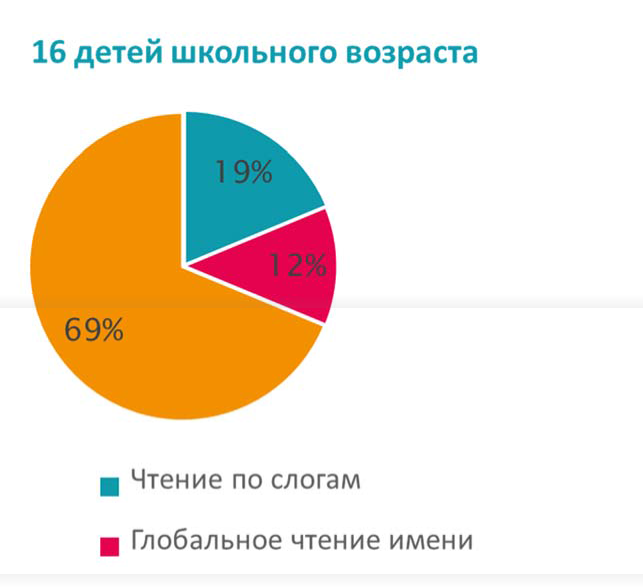 16 детей школьного возраста
19%
12%
69%
Чтение по слогам
Глобальное чтение имени